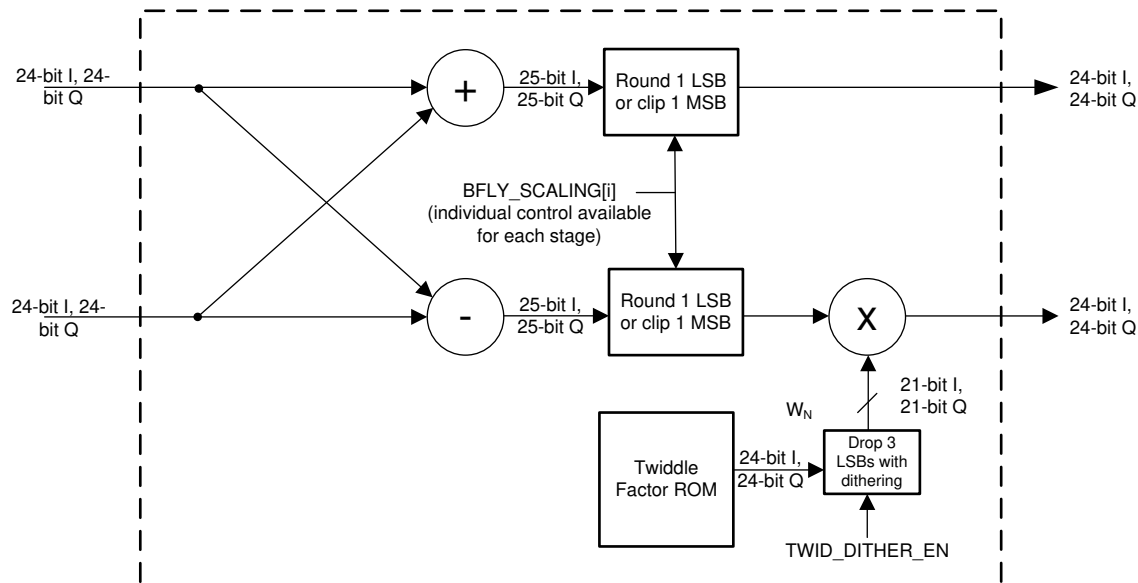 24-bit I, 24-
bit Q
+
25-bit I,
25-bit Q
Round 1 LSB
or clip 1 MSB
24-bit I,
24-bit Q
BFLY_SCALING[i]
(individual control available
for each stage)
24-bit I, 24-
bit Q
-
25-bit I,
25-bit Q
Round 1 LSB
or clip 1 MSB
X
24-bit I,
24-bit Q
21-bit I,
21-bit Q
WN
Twiddle
Factor ROM
24-bit I,
24-bit Q
Drop 3
LSBs with
dithering
TWID_DITHER_EN